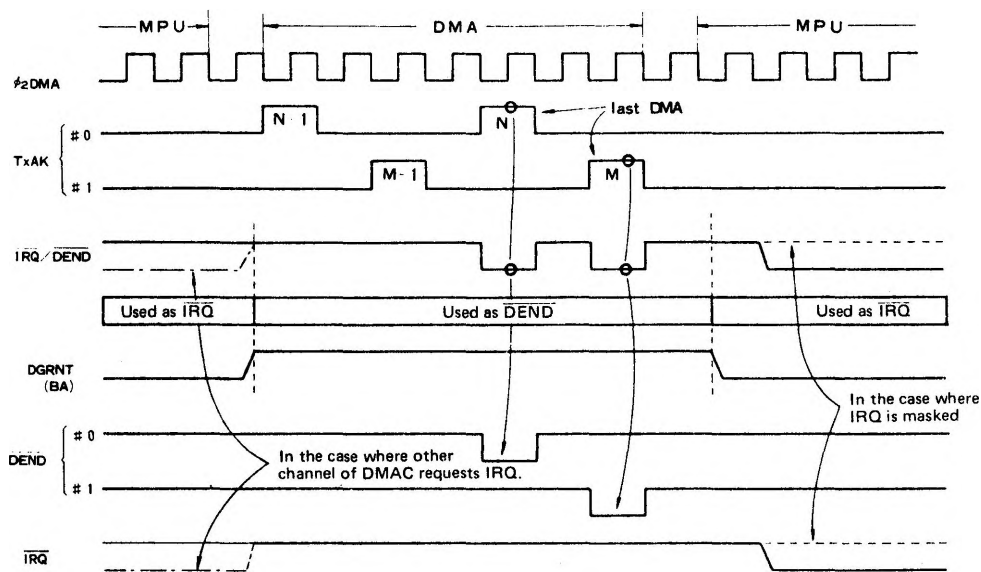 MPU DMA MPU
φ2DMA
#0 N-1 N last DMA
TxAK
#1 M-1 M
IRQ/DEND
Used as IRQ Used as DEND Used as IRQ
DGRNT
(BA)
In the case where
IRQ is masked
#0
DEND
In the case where other
channel of DMAC requests IRQ.
#1
IRQ